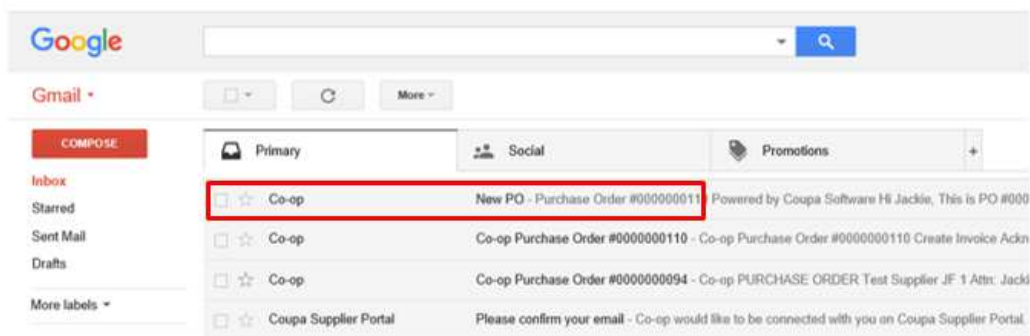 Google
Gmail
More
COMPOSE
Primary
Social
Promotions
+
Inbox
Starred
Sent Mail
Drafts
More labels
Co-op New PO - Purchase Order #0000000110 Powered by Coupa Software Hi Jackie, This is PO #000
Co-op Co-op Purchase Order #0000000110 - Co-op Purchase Order #0000000110 Create Invoice Ackn
Co-op Co-op Purchase Order #0000000094 - Co-op PURCHASE ORDER Test Supplier JF 1 Attn: Jacki
Coupa Supplier Portal Please confirm your email - Co-op would like to be connected with you on Coupa Supplier Portal.